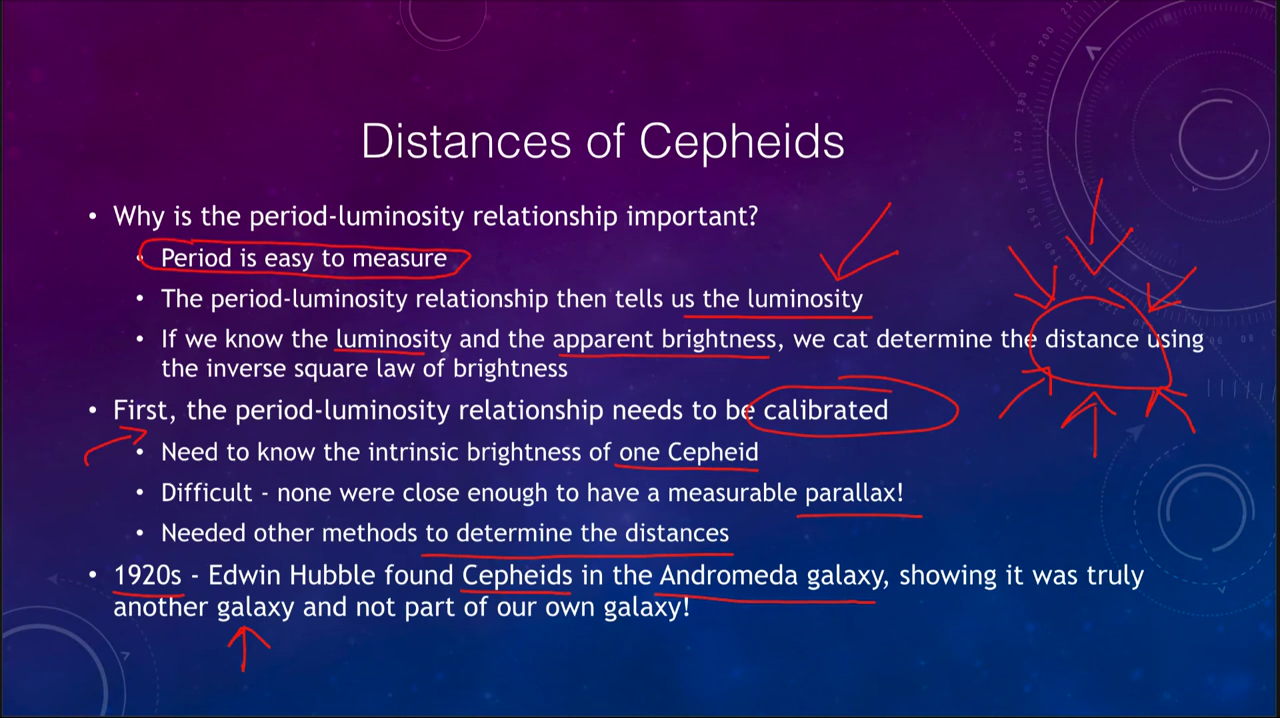 Distances of Cepheids
• Why is the period-luminosity relationship important?
• Period is easy to measure
• The period-luminosity relationship then tells us the luminosity
• If we know the luminosity and the apparent brightness, we cat determine the distance using
the inverse square law of brightness
• First, the period-luminosity relationship needs to be calibrated
• Need to know the intrinsic brightness of one Cepheid
• Difficult - none were close enough to have a measurable parallax!
• Needed other methods to determine the distances
• 1920s - Edwin Hubble found Cepheids in the Andromeda galaxy, showing it was truly
another galaxy and not part of our own galaxy!